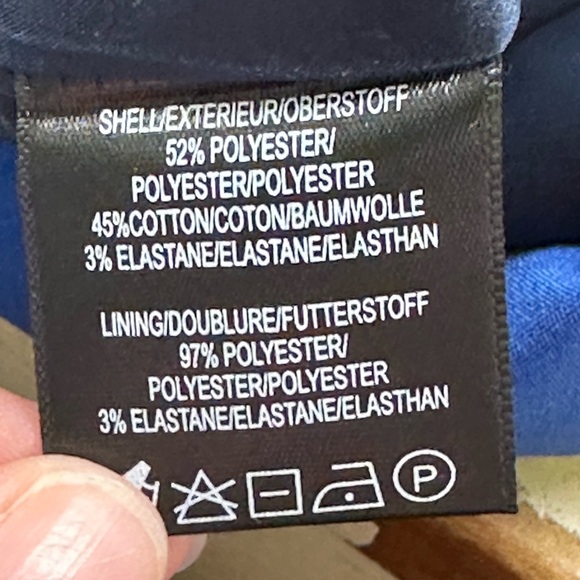 SHELL/EXTERIEUR/OBERSTOFF
52% POLYESTER/
POLYESTER/POLYESTER
45%COTTON/COTON/BAUMWOLLE
3% ELASTANE/ELASTANE/ELASTHAN
LINING/DOUBLURE/FUTTERSTOFF
97% POLYESTER/
POLYESTER/POLYESTER
3% ELASTANE/ELASTANE/ELASTHAN
P